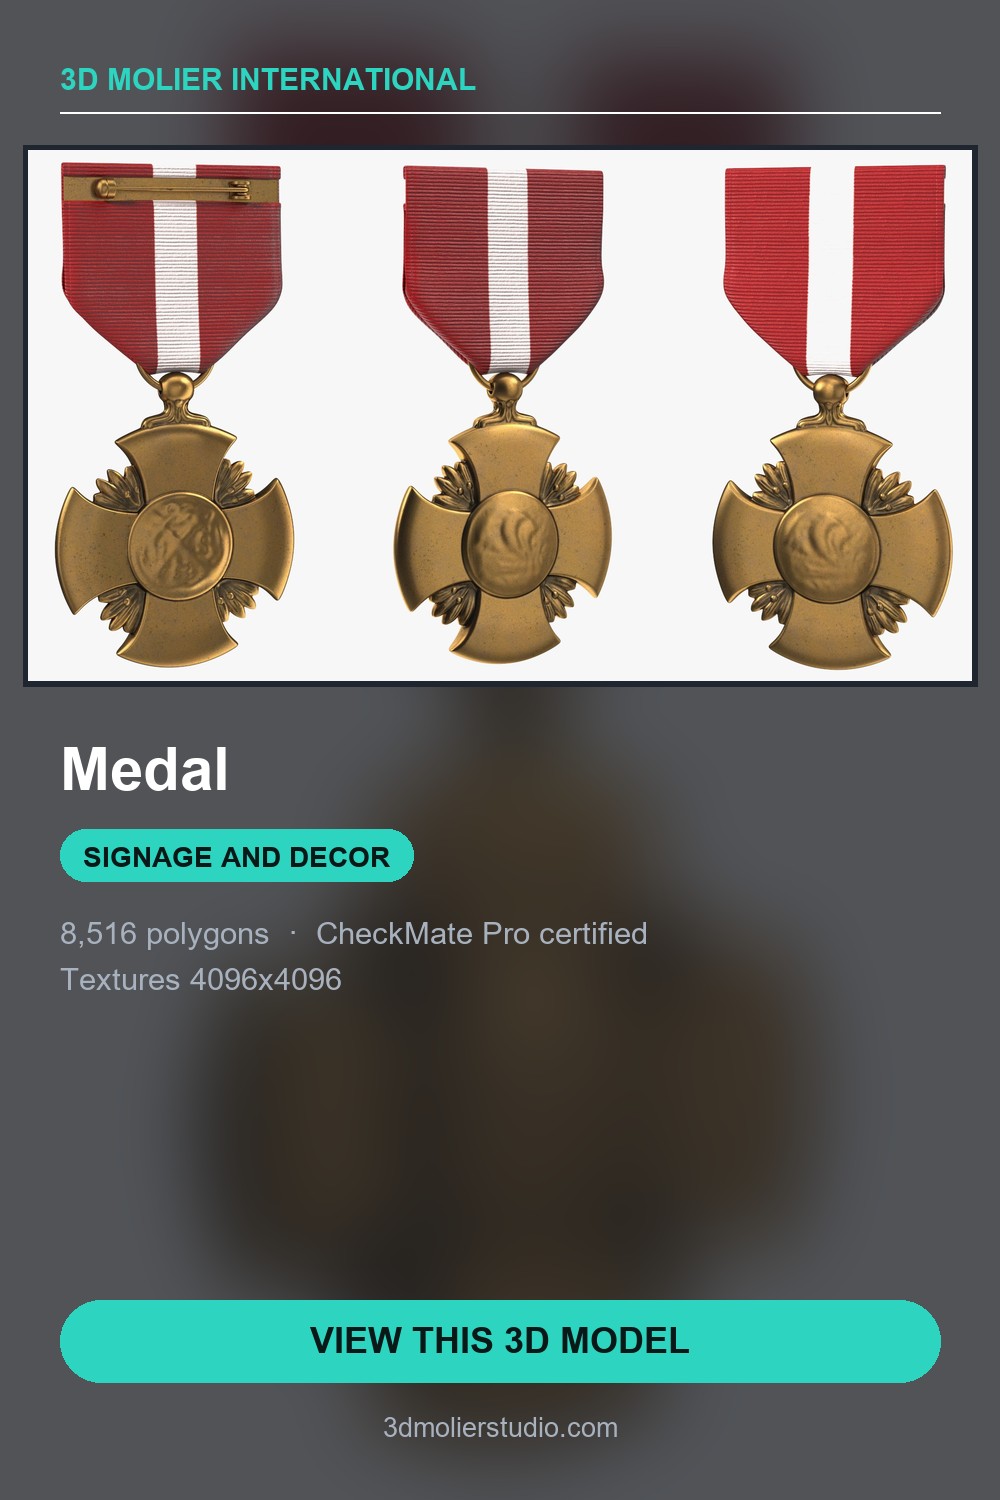 3D MOLIER INTERNATIONAL
Medal
SIGNAGE AND DECOR
8,516 polygons · CheckMate Pro certified
Textures 4096x4096
VIEW THIS 3D MODEL
3dmolierstudio.com